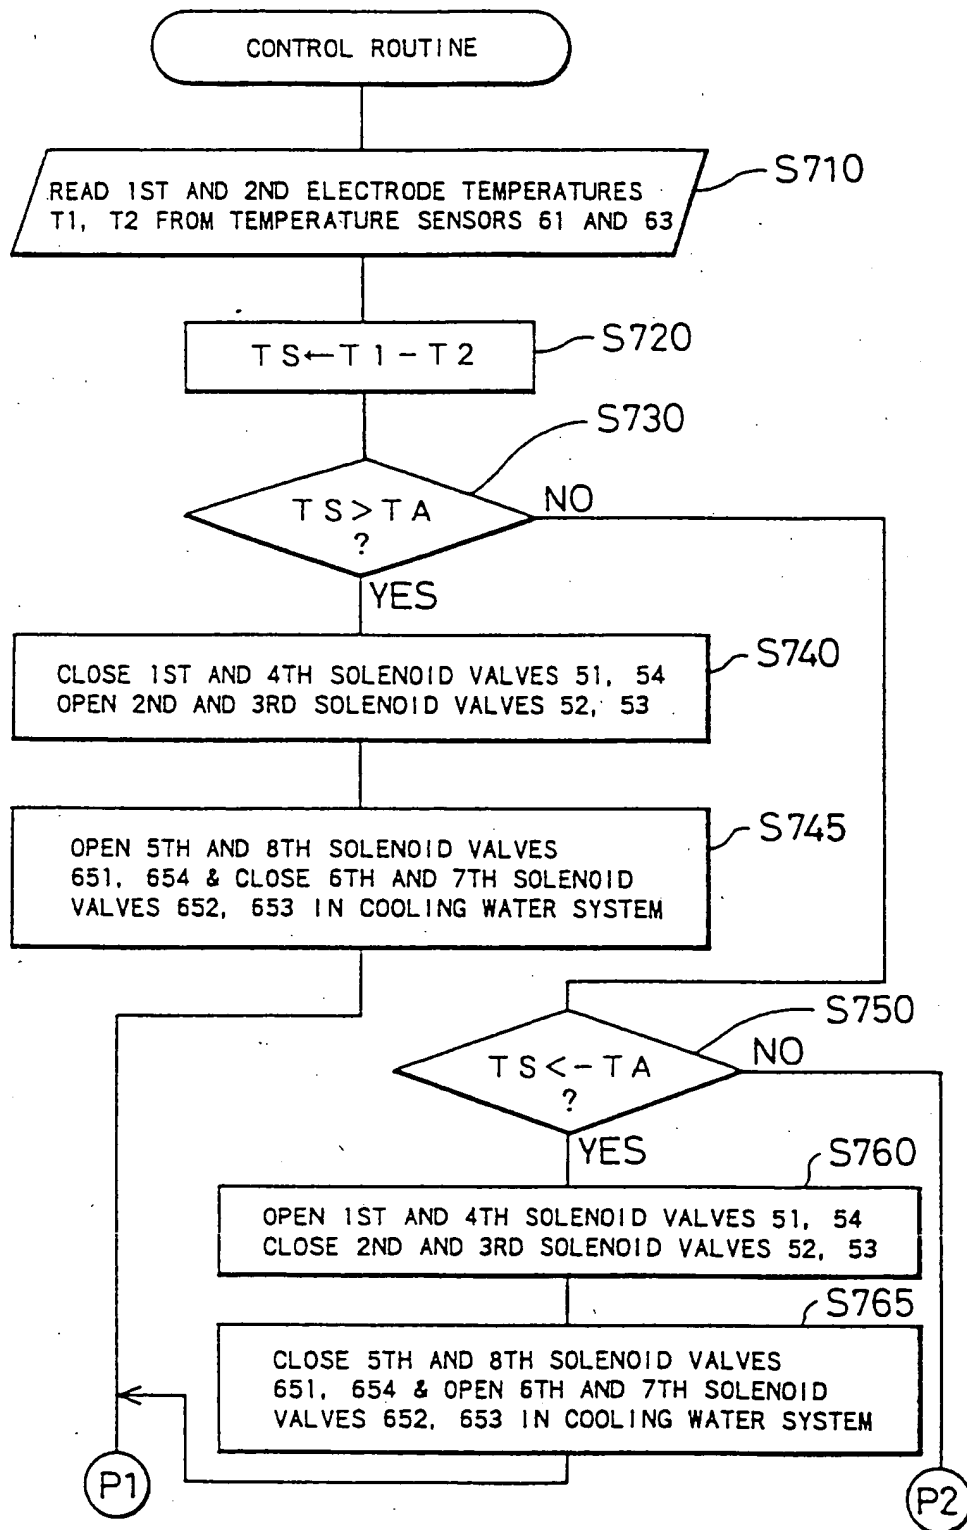 CONTROL ROUTINE
S710
READ 1ST AND 2ND ELECTRODE TEMPERATURES
T1, T2 FROM TEMPERATURE SENSORS 61 AND 63
S720
TS←T1-T2
S730
TS>TA
?
NO
YES
S740
CLOSE 1ST AND 4TH SOLENOID VALVES 51, 54
OPEN 2ND AND 3RD SOLENOID VALVES 52, 53
S745
OPEN 5TH AND 8TH SOLENOID VALVES
651, 654 & CLOSE 6TH AND 7TH SOLENOID
VALVES 652, 653 IN COOLING WATER SYSTEM
S750
TS<-TA
?
NO
YES
S760
OPEN 1ST AND 4TH SOLENOID VALVES 51, 54
CLOSE 2ND AND 3RD SOLENOID VALVES 52, 53
S765
CLOSE 5TH AND 8TH SOLENOID VALVES
651, 654 & OPEN 6TH AND 7TH SOLENOID
VALVES 652, 653 IN COOLING WATER SYSTEM
P1
P2